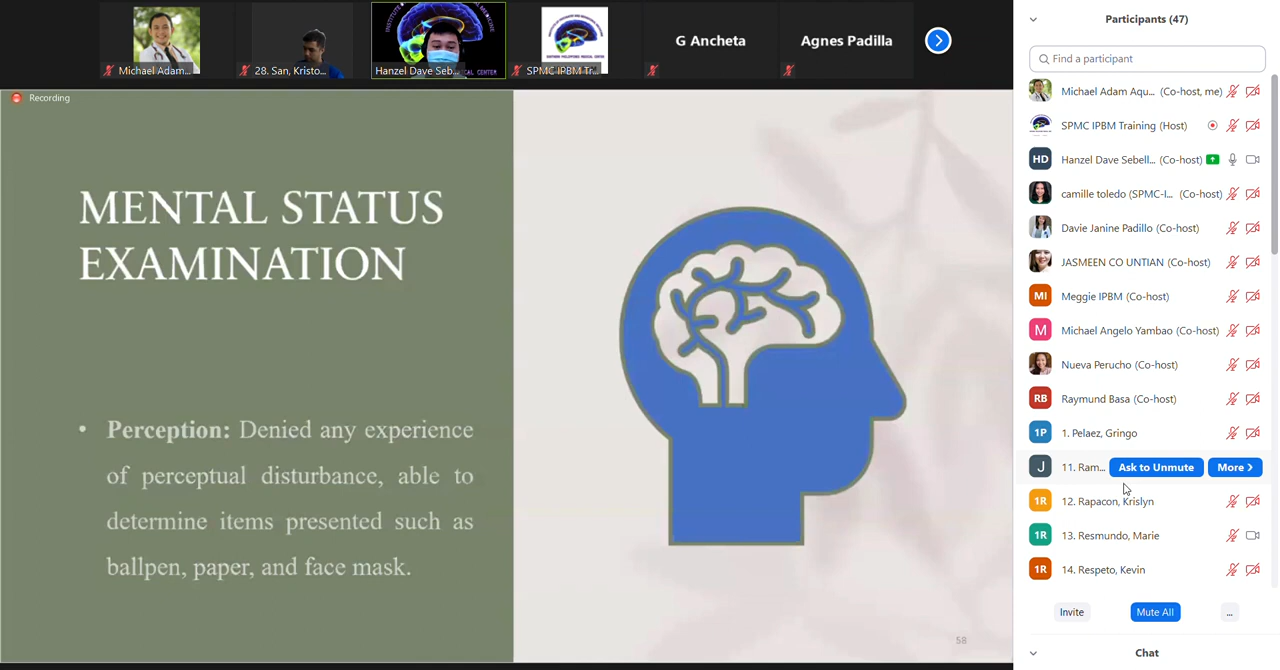 Michael Adam...
28. San, Kristo...
Hanzel Dave Seb...
SPMC IPBM Tr...
G Ancheta
Agnes Padilla
Recording
MENTAL STATUS
EXAMINATION
• Perception: Denied any experience
of perceptual disturbance, able to
determine items presented such as
ballpen, paper, and face mask.
58
Participants (47)
Find a participant
Michael Adam Aqu... (Co-host, me)
SPMC IPBM Training (Host)
HD Hanzel Dave Sebell... (Co-host)
camille toledo (SPMC-I... (Co-host)
Davie Janine Padillo (Co-host)
JASMEEN CO UNTIAN (Co-host)
MI Meggie IPBM (Co-host)
M Michael Angelo Yambao (Co-host)
Nueva Perucho (Co-host)
RB Raymund Basa (Co-host)
1P 1. Pelaez, Gringo
J 11. Ram... Ask to Unmute More
1R 12. Rapacon, Krislyn
1R 13. Resmundo, Marie
1R 14. Respeto, Kevin
Invite Mute All ...
Chat